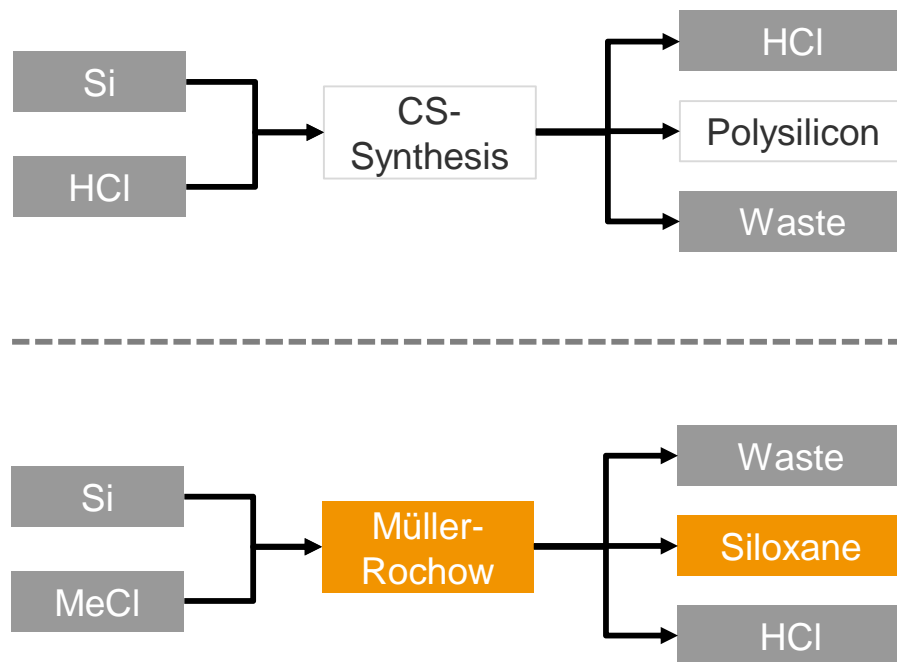 Si
HCl
CS-
Synthesis
HCl
Polysilicon
Waste
Si
MeCl
Müller-
Rochow
Waste
Siloxane
HCl